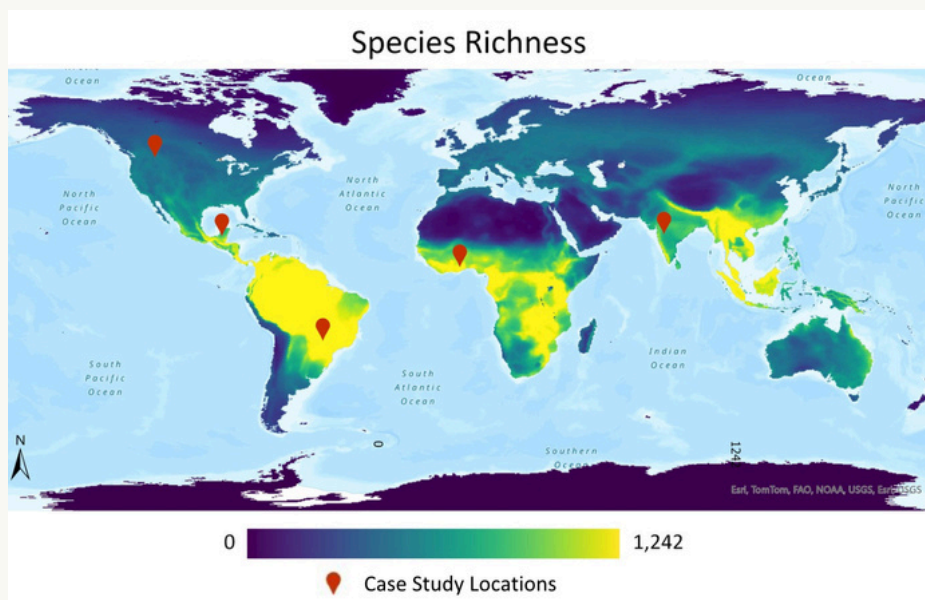 Species Richness
Ocean
Ocean
North
Pacific
Ocean
North
Atlantic
Ocean
North
Pacific
Ocean
South
Pacific
Ocean
South
Atlantic
Ocean
Indian
Ocean
Southern
Ocean
N
0
Esri, TomTom, FAO, NOAA, USGS, Esri, USGS
0
1,242
Case Study Locations